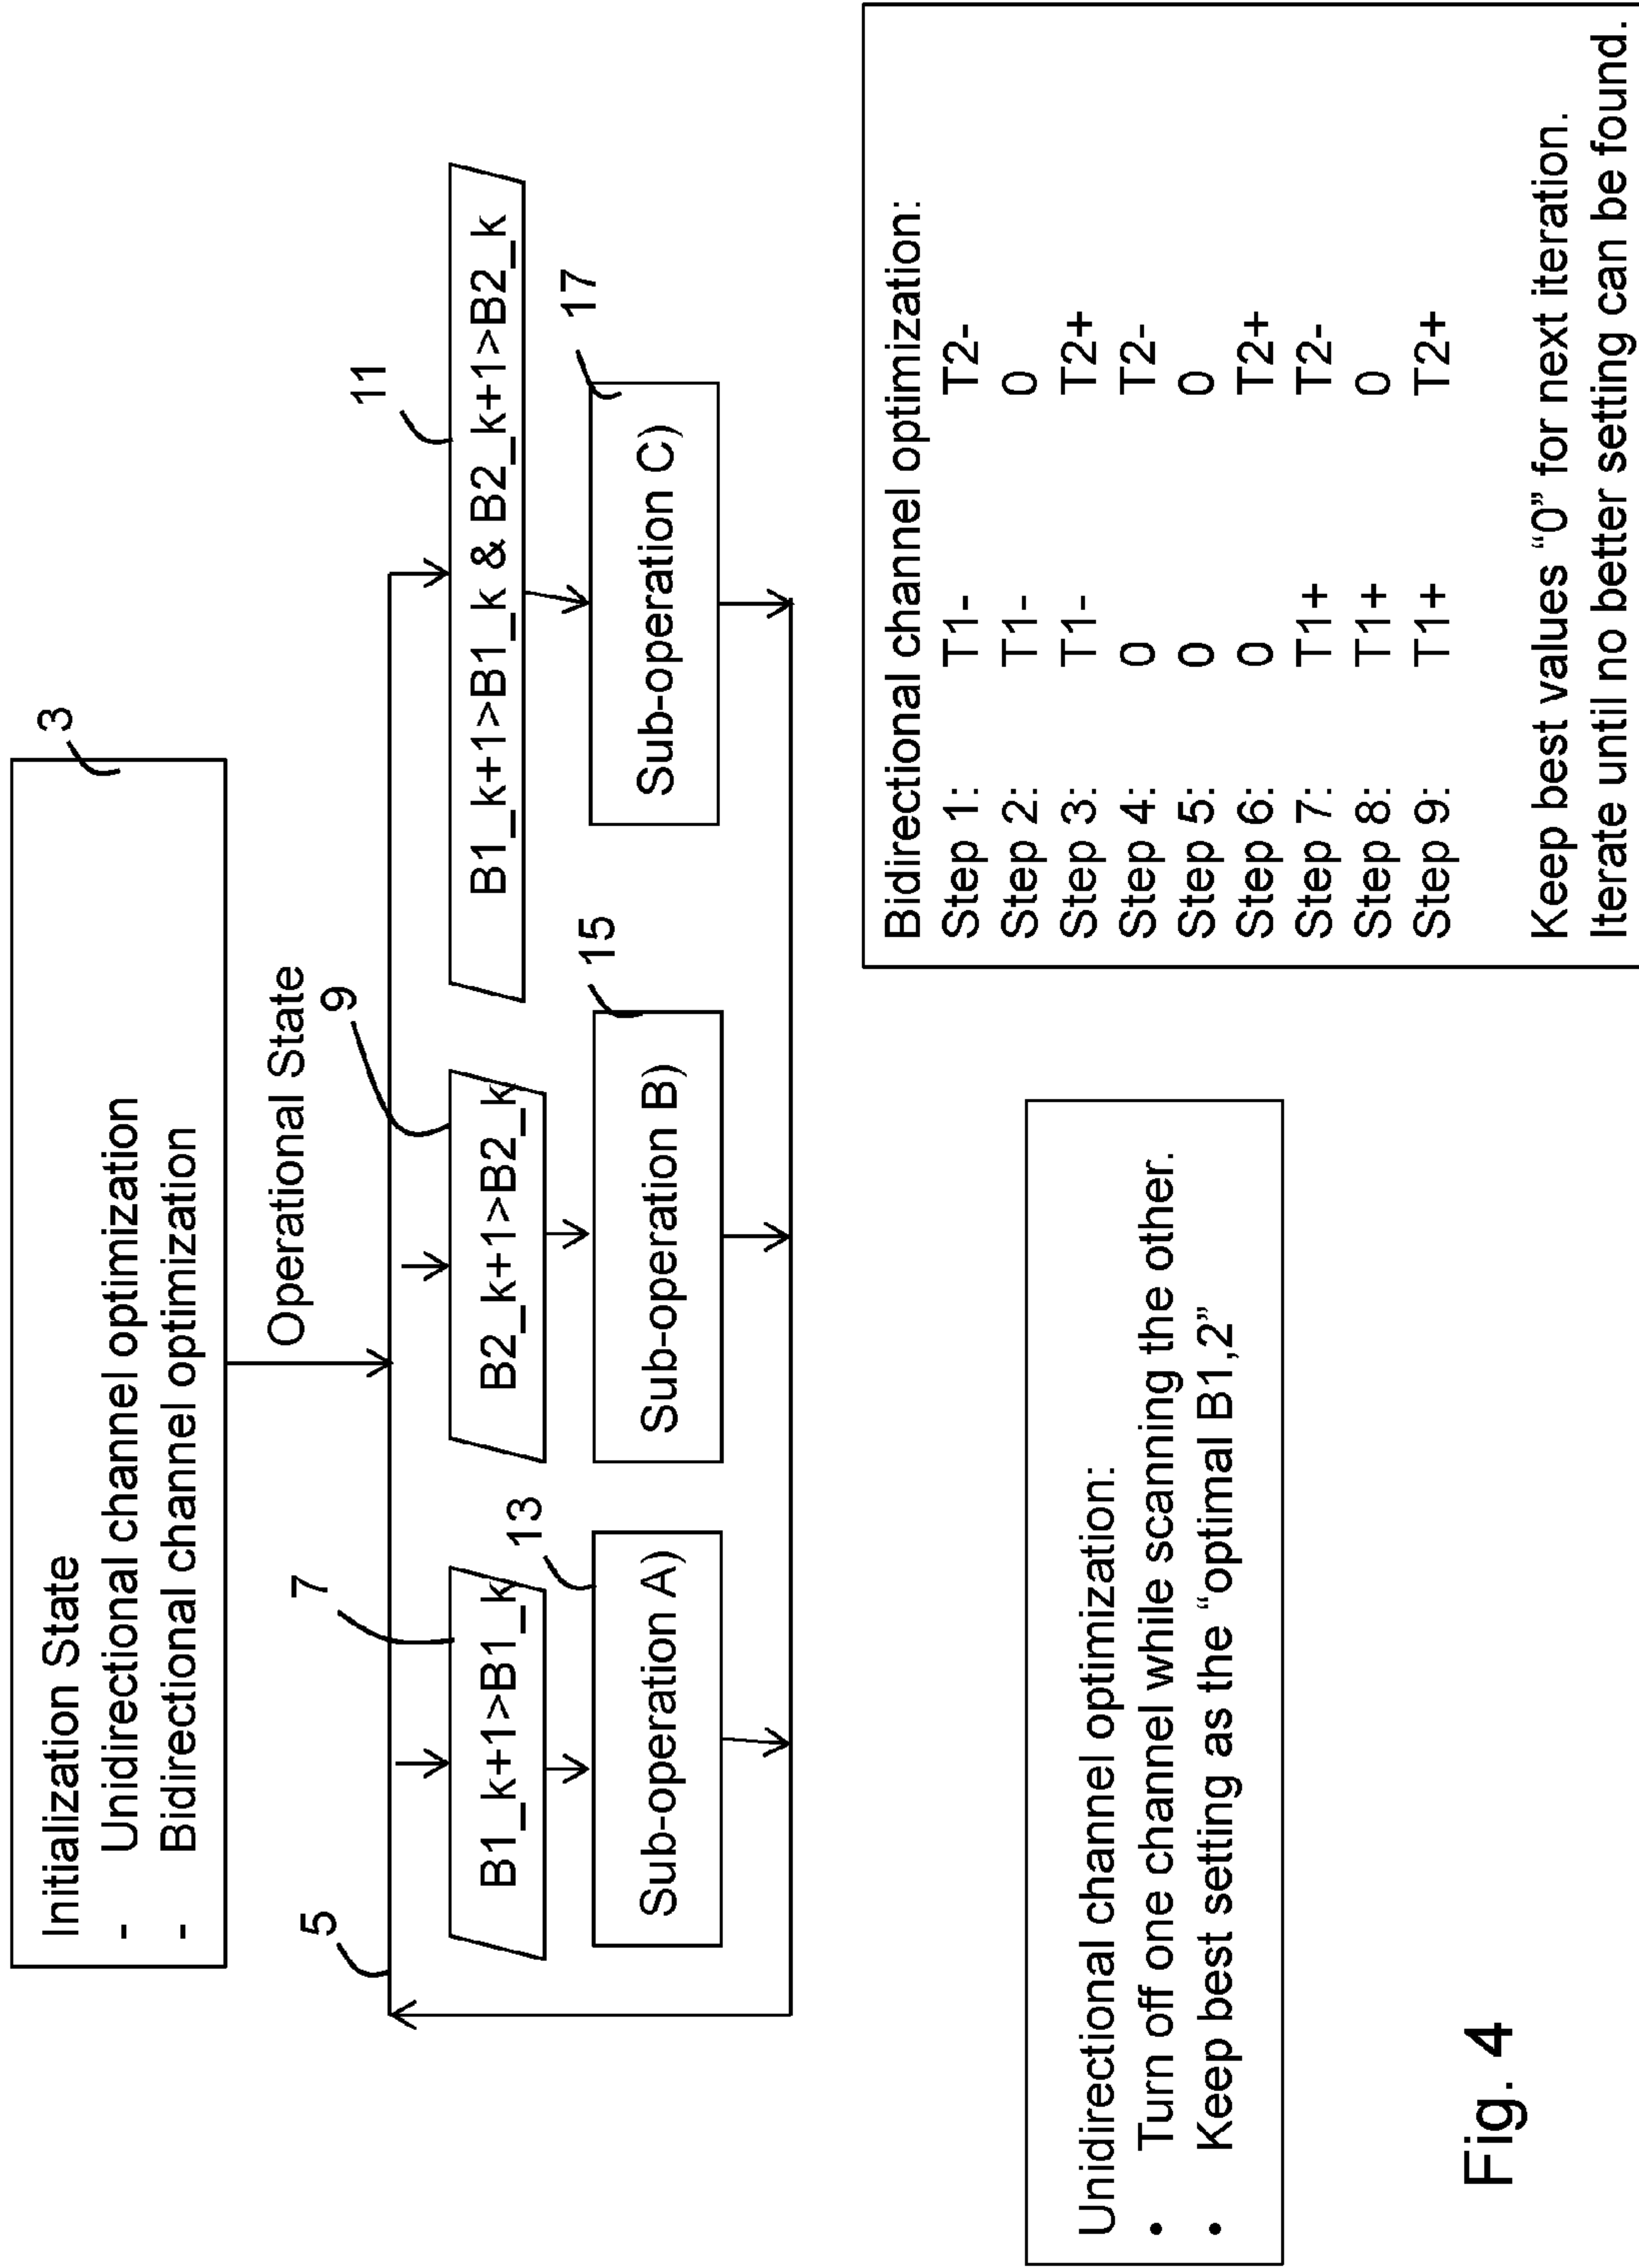 Initialization State
- Unidirectional channel optimization
- Bidirectional channel optimization
3
Operational State
5
7
9
11
B1_k+1>B1_k
B2_k+1>B2_k
B1_k+1>B1_k & B2_k+1>B2_k
13
15
17
Sub-operation A)
Sub-operation B)
Sub-operation C)
Unidirectional channel optimization:
• Turn off one channel while scanning the other.
• Keep best setting as the “optimal B1,2”
Bidirectional channel optimization:
Step 1: T1- T2-
Step 2: T1- 0
Step 3: T1- T2+
Step 4: 0 T2-
Step 5: 0 0
Step 6: 0 T2+
Step 7: T1+ T2-
Step 8: T1+ 0
Step 9: T1+ T2+
Keep best values “0” for next iteration.
Iterate until no better setting can be found.
Fig. 4